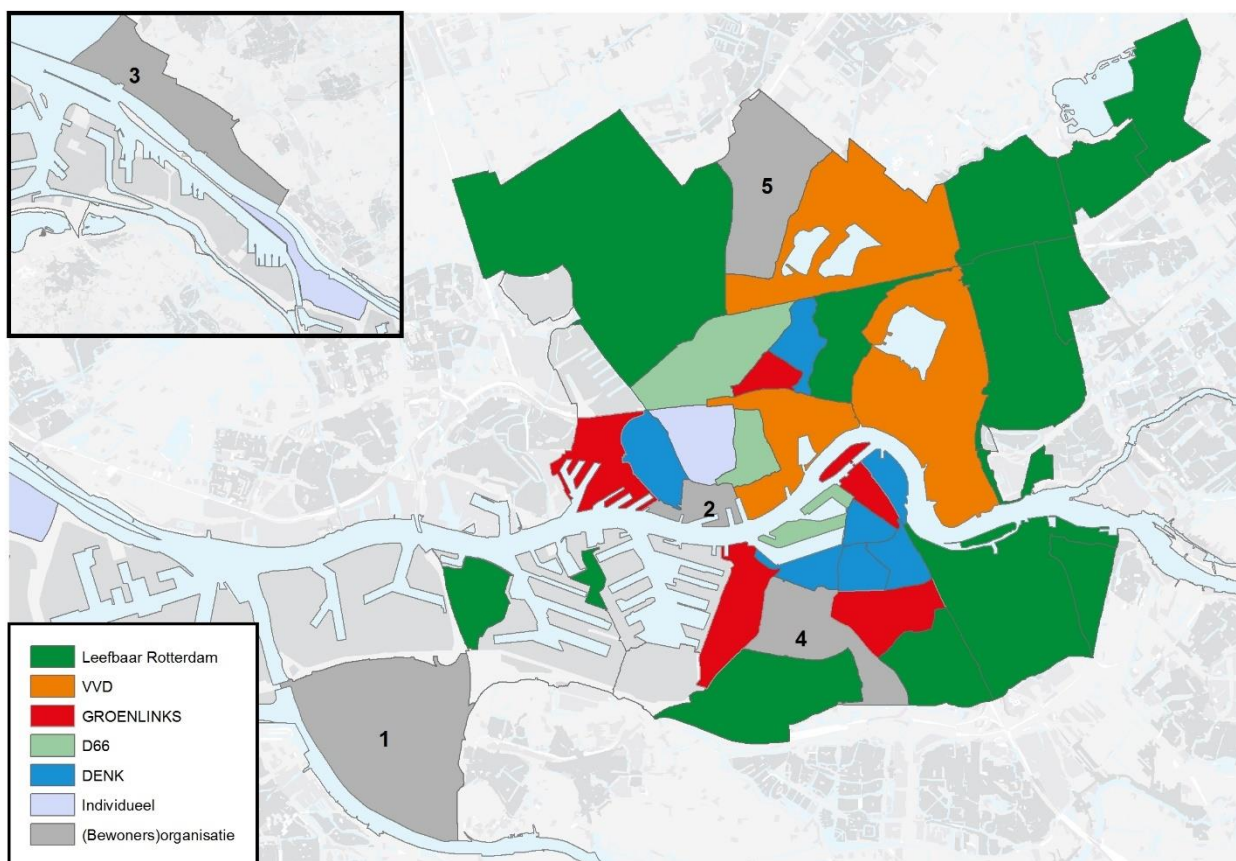 3
5
2
4
1
Leefbaar Rotterdam
VVD
GROENLINKS
D66
DENK
Individueel
(Bewoners)organisatie